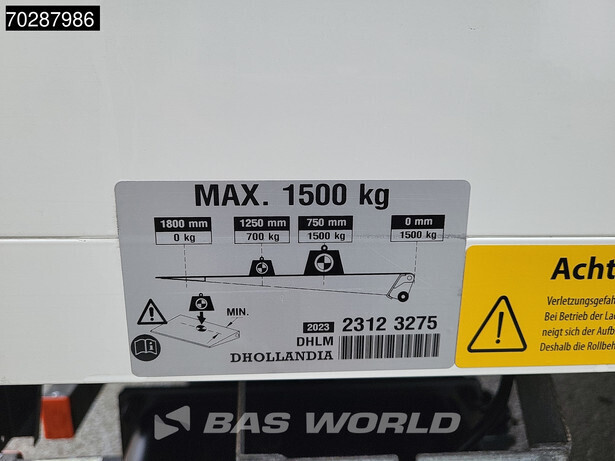 70287986
MAX. 1500 kg
1800 mm 1250 mm 750 mm 0 mm
0 kg 700 kg 1500 kg 1500 kg
MIN.
2023 2312 3275
DHLM
DHOLLANDIA
Acht
Verletzungsgefah
Bei Betrieb der La
neigt sich der Aufb
Deshalb die Rollbeh
BAS WORLD